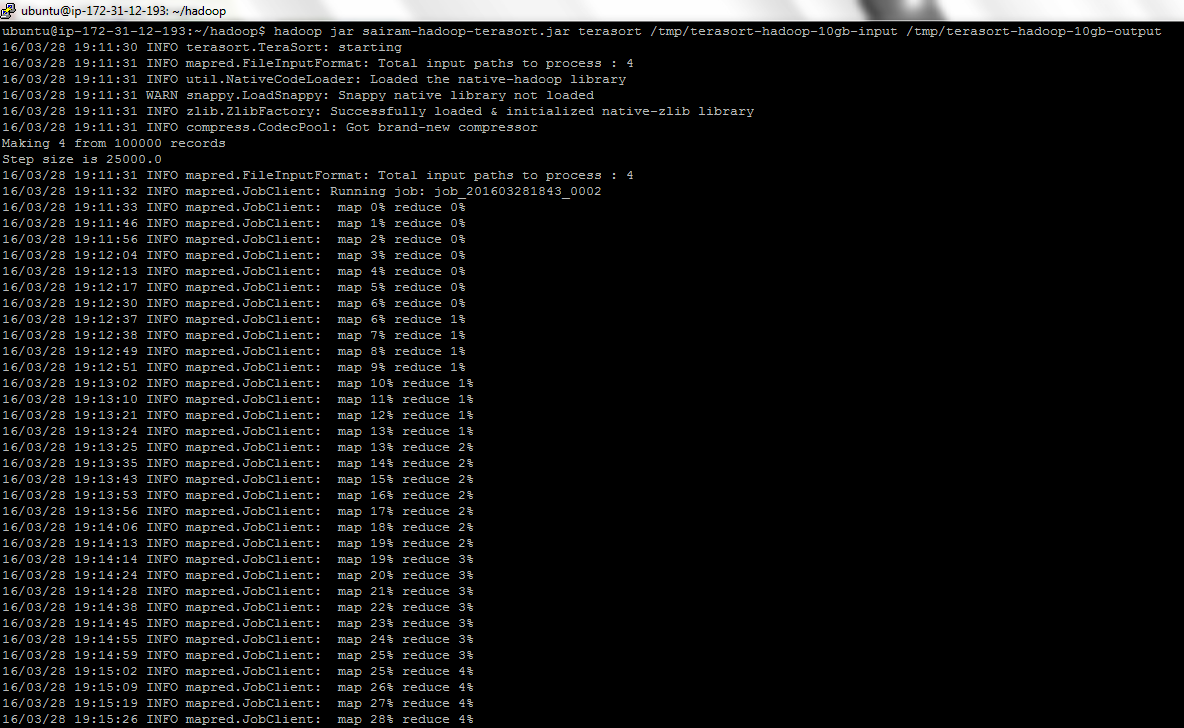 ubuntu@ip-172-31-12-193: ~/hadoop
ubuntu@ip-172-31-12-193:~/hadoop$ hadoop jar sairam-hadoop-terasort.jar terasort /tmp/terasort-hadoop-10gb-input /tmp/terasort-hadoop-10gb-output
16/03/28 19:11:30 INFO terasort.TeraSort: starting
16/03/28 19:11:31 INFO mapred.FileInputFormat: Total input paths to process : 4
16/03/28 19:11:31 INFO util.NativeCodeLoader: Loaded the native-hadoop library
16/03/28 19:11:31 WARN snappy.LoadSnappy: Snappy native library not loaded
16/03/28 19:11:31 INFO zlib.ZlibFactory: Successfully loaded & initialized native-zlib library
16/03/28 19:11:31 INFO compress.CodecPool: Got brand-new compressor
Making 4 from 100000 records
Step size is 25000.0
16/03/28 19:11:31 INFO mapred.FileInputFormat: Total input paths to process : 4
16/03/28 19:11:32 INFO mapred.JobClient: Running job: job_201603281843_0002
16/03/28 19:11:33 INFO mapred.JobClient:  map 0% reduce 0%
16/03/28 19:11:46 INFO mapred.JobClient:  map 1% reduce 0%
16/03/28 19:11:56 INFO mapred.JobClient:  map 2% reduce 0%
16/03/28 19:12:04 INFO mapred.JobClient:  map 3% reduce 0%
16/03/28 19:12:13 INFO mapred.JobClient:  map 4% reduce 0%
16/03/28 19:12:17 INFO mapred.JobClient:  map 5% reduce 0%
16/03/28 19:12:30 INFO mapred.JobClient:  map 6% reduce 0%
16/03/28 19:12:37 INFO mapred.JobClient:  map 6% reduce 1%
16/03/28 19:12:38 INFO mapred.JobClient:  map 7% reduce 1%
16/03/28 19:12:49 INFO mapred.JobClient:  map 8% reduce 1%
16/03/28 19:12:51 INFO mapred.JobClient:  map 9% reduce 1%
16/03/28 19:13:02 INFO mapred.JobClient:  map 10% reduce 1%
16/03/28 19:13:10 INFO mapred.JobClient:  map 11% reduce 1%
16/03/28 19:13:21 INFO mapred.JobClient:  map 12% reduce 1%
16/03/28 19:13:24 INFO mapred.JobClient:  map 13% reduce 1%
16/03/28 19:13:25 INFO mapred.JobClient:  map 13% reduce 2%
16/03/28 19:13:35 INFO mapred.JobClient:  map 14% reduce 2%
16/03/28 19:13:43 INFO mapred.JobClient:  map 15% reduce 2%
16/03/28 19:13:53 INFO mapred.JobClient:  map 16% reduce 2%
16/03/28 19:13:56 INFO mapred.JobClient:  map 17% reduce 2%
16/03/28 19:14:06 INFO mapred.JobClient:  map 18% reduce 2%
16/03/28 19:14:13 INFO mapred.JobClient:  map 19% reduce 2%
16/03/28 19:14:14 INFO mapred.JobClient:  map 19% reduce 3%
16/03/28 19:14:24 INFO mapred.JobClient:  map 20% reduce 3%
16/03/28 19:14:28 INFO mapred.JobClient:  map 21% reduce 3%
16/03/28 19:14:38 INFO mapred.JobClient:  map 22% reduce 3%
16/03/28 19:14:45 INFO mapred.JobClient:  map 23% reduce 3%
16/03/28 19:14:55 INFO mapred.JobClient:  map 24% reduce 3%
16/03/28 19:14:59 INFO mapred.JobClient:  map 25% reduce 3%
16/03/28 19:15:02 INFO mapred.JobClient:  map 25% reduce 4%
16/03/28 19:15:09 INFO mapred.JobClient:  map 26% reduce 4%
16/03/28 19:15:19 INFO mapred.JobClient:  map 27% reduce 4%
16/03/28 19:15:26 INFO mapred.JobClient:  map 28% reduce 4%